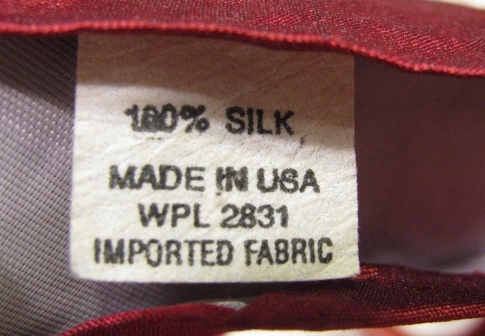 100% SILK
MADE IN USA
WPL 2831
IMPORTED FABRIC